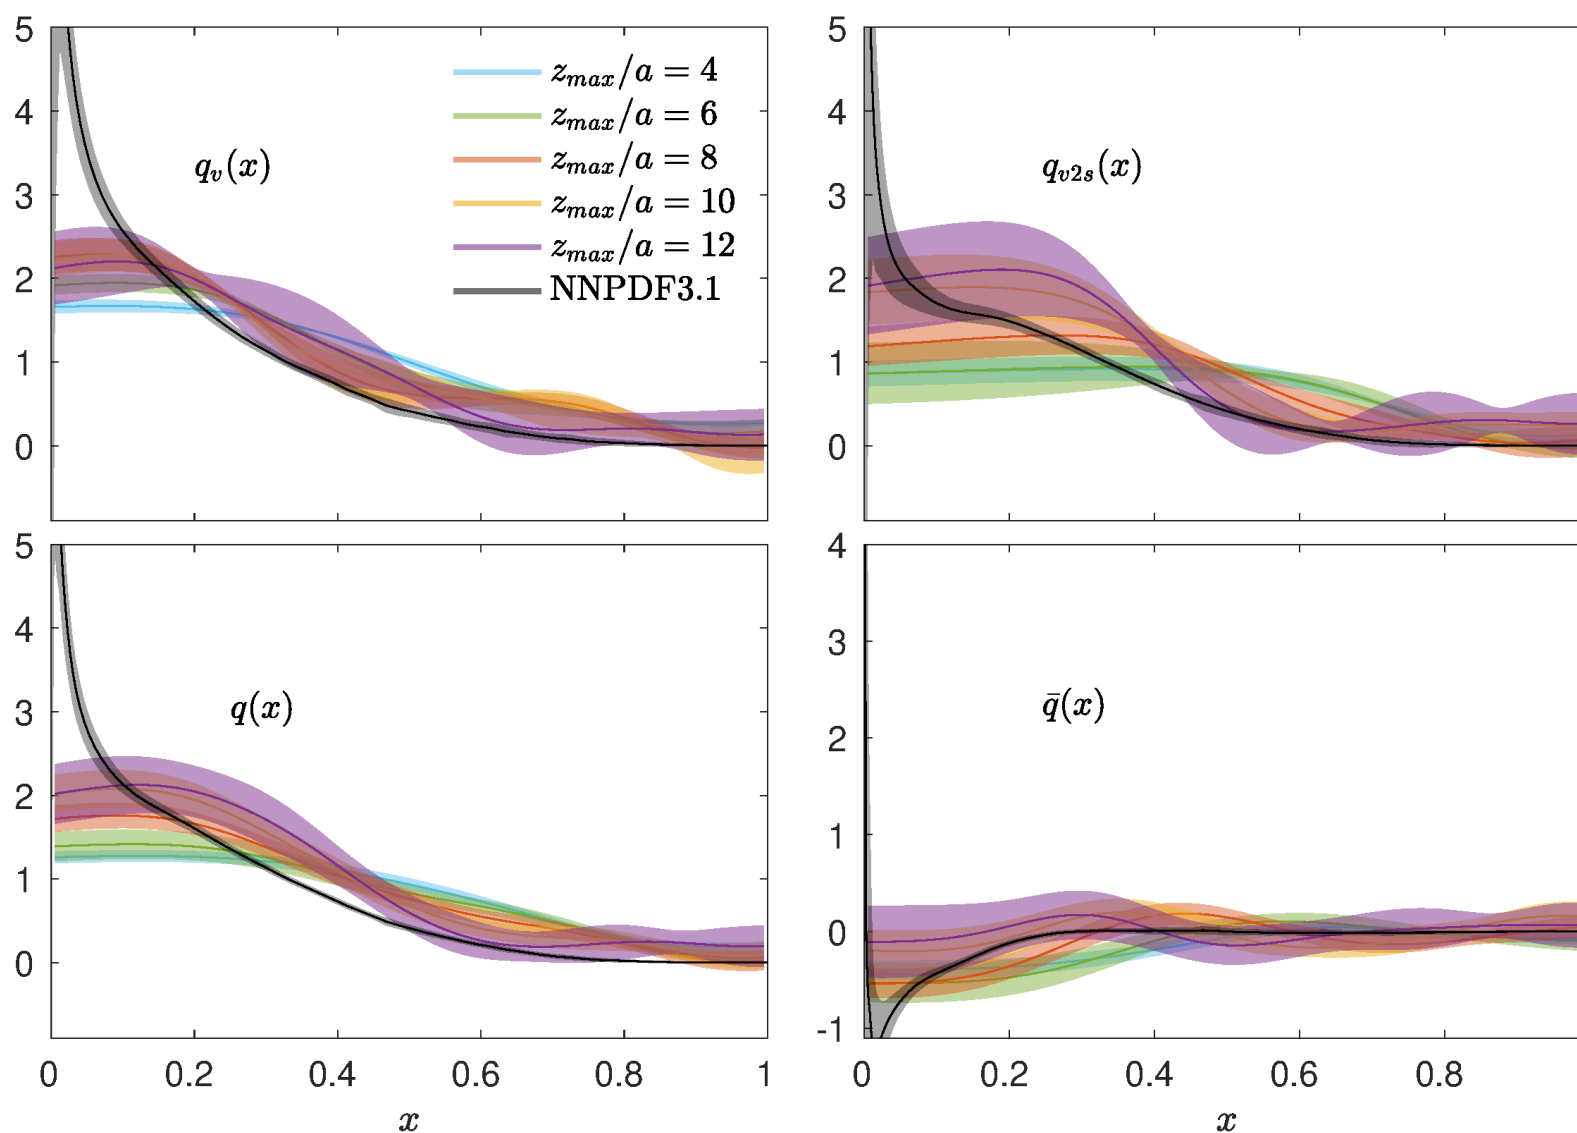 5
4
3
2
1
0
q_v(x)
z_max/a = 4
z_max/a = 6
z_max/a = 8
z_max/a = 10
z_max/a = 12
NNPDF3.1
5
4
3
2
1
0
q_v2s(x)
5
4
3
2
1
0
q(x)
0 0.2 0.4 0.6 0.8 1
x
4
3
2
1
0
-1
q̄(x)
0 0.2 0.4 0.6 0.8
x